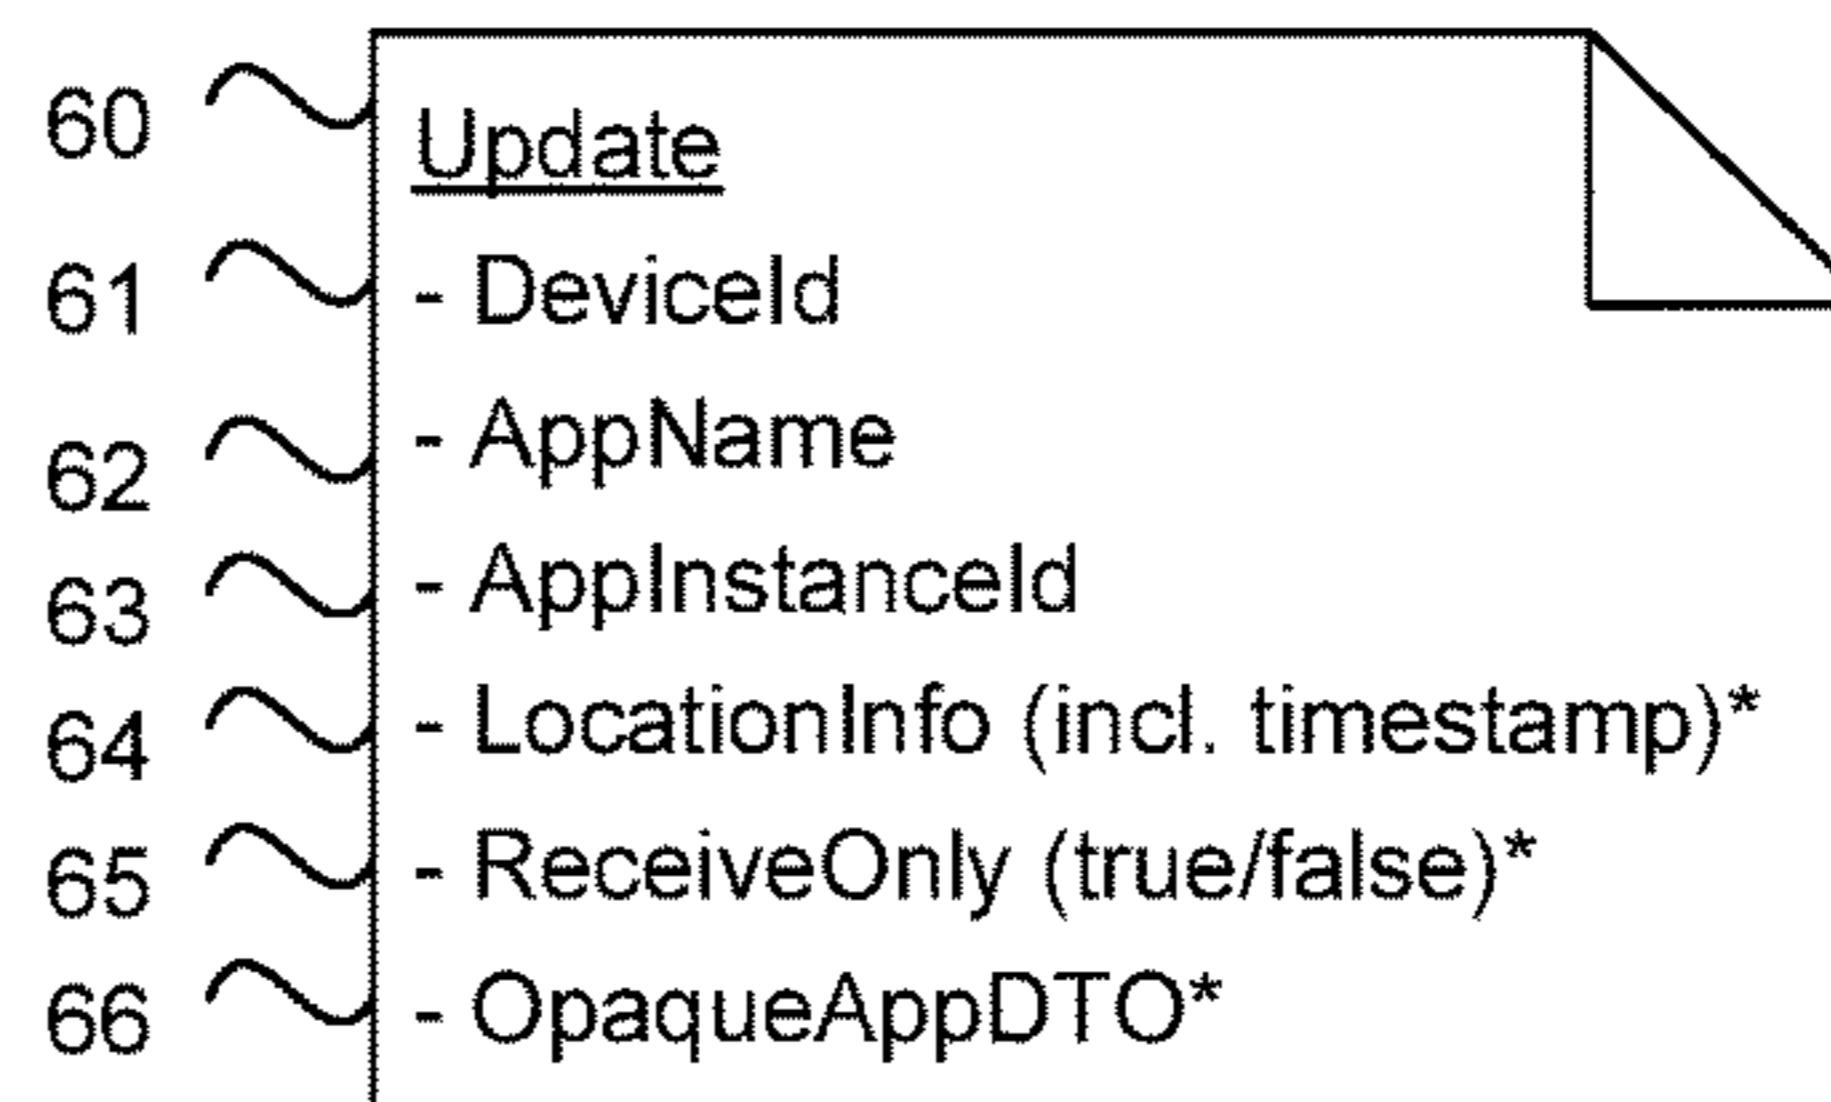 60 Update
61 - DeviceId
62 - AppName
63 - AppInstanceId
64 - LocationInfo (incl. timestamp)*
65 - ReceiveOnly (true/false)*
66 - OpaqueAppDTO*